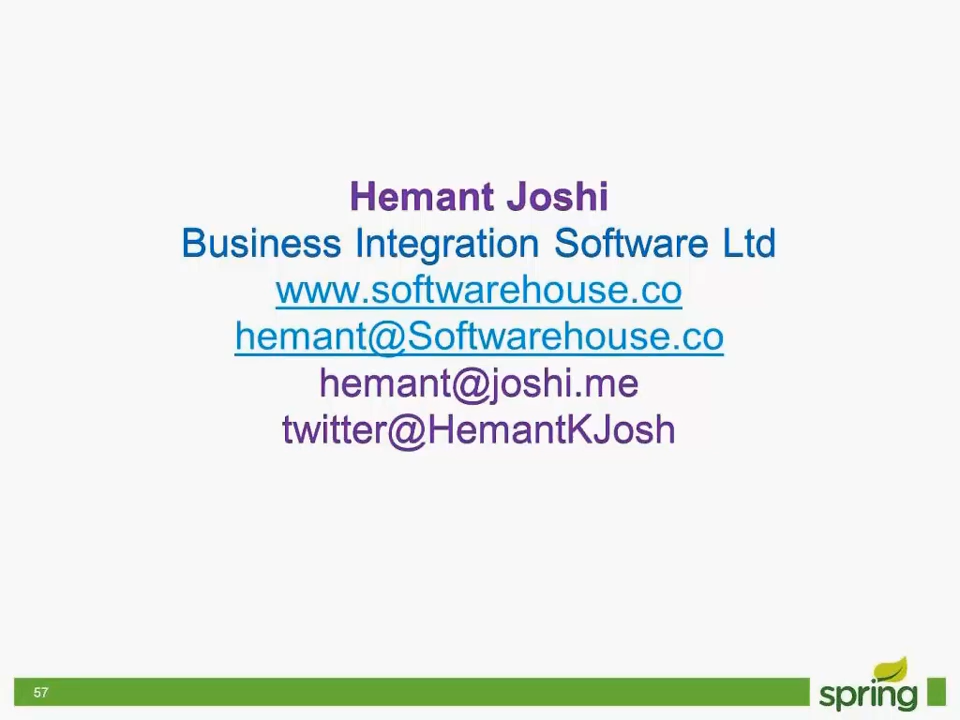 Hemant Joshi
Business Integration Software Ltd
www.softwarehouse.co
hemant@Softwarehouse.co
hemant@joshi.me
twitter@HemantKJosh
57
spring